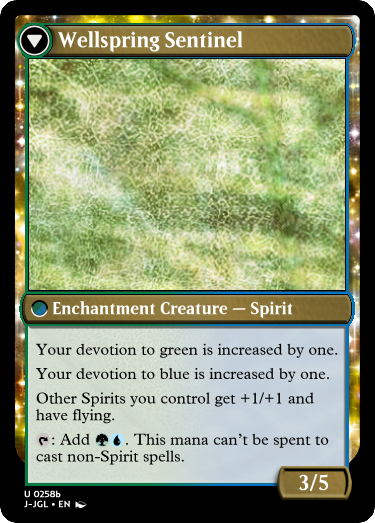 Wellspring Sentinel
Enchantment Creature — Spirit
Your devotion to green is increased by one.
Your devotion to blue is increased by one.
Other Spirits you control get +1/+1 and
have flying.
: Add . This mana can't be spent to
cast non-Spirit spells.
3/5
U 0258b
J-JGL • EN